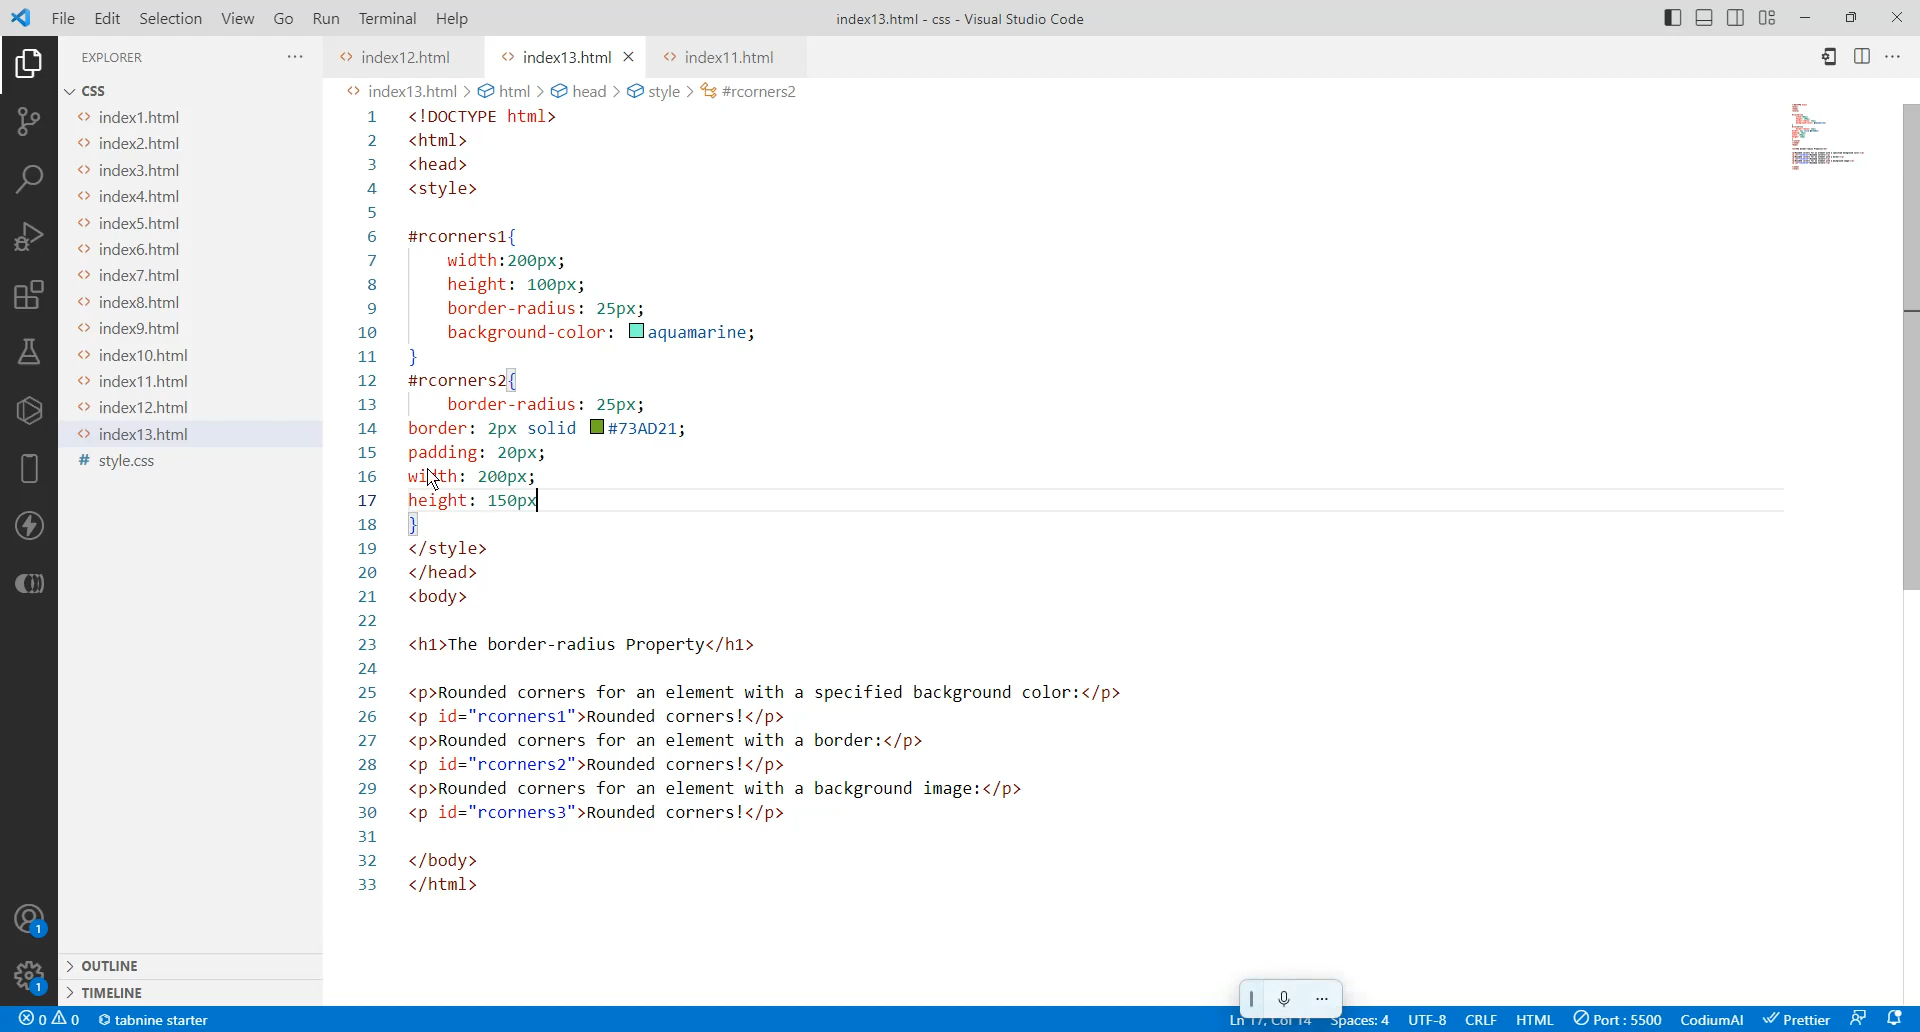 File Edit Selection View Go Run Terminal Help
index13.html - css - Visual Studio Code
EXPLORER
index12.html
index13.html
index11.html
CSS
index1.html
index2.html
index3.html
index4.html
index5.html
index6.html
index7.html
index8.html
index9.html
index10.html
index11.html
index12.html
index13.html
# style.css
OUTLINE
TIMELINE
index13.html > html > head > style > #rcorners2
1 <!DOCTYPE html>
2 <html>
3 <head>
4 <style>
5
6 #rcorners1{
7 width:200px;
8 height: 100px;
9 border-radius: 25px;
10 background-color: aquamarine;
11 }
12 #rcorners2{
13 border-radius: 25px;
14 border: 2px solid #73AD21;
15 padding: 20px;
16 width: 200px;
17 height: 150px
18 }
19 </style>
20 </head>
21 <body>
22
23 <h1>The border-radius Property</h1>
24
25 <p>Rounded corners for an element with a specified background color:</p>
26 <p id="rcorners1">Rounded corners!</p>
27 <p>Rounded corners for an element with a border:</p>
28 <p id="rcorners2">Rounded corners!</p>
29 <p>Rounded corners for an element with a background image:</p>
30 <p id="rcorners3">Rounded corners!</p>
31
32 </body>
33 </html>
1
1
0 0 tabnine starter
Ln 17, Col 14 Spaces: 4 UTF-8 CRLF HTML Port : 5500 CodiumAI Prettier